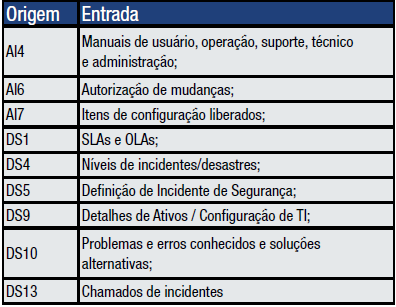 Origem Entrada
AI4 Manuais de usuário, operação, suporte, técnico
e administração;
AI6 Autorização de mudanças;
AI7 Itens de configuração liberados;
DS1 SLAs e OLAs;
DS4 Níveis de incidentes/desastres;
DS5 Definição de Incidente de Segurança;
DS9 Detalhes de Ativos / Configuração de TI;
DS10 Problemas e erros conhecidos e soluções
alternativas;
DS13 Chamados de incidentes